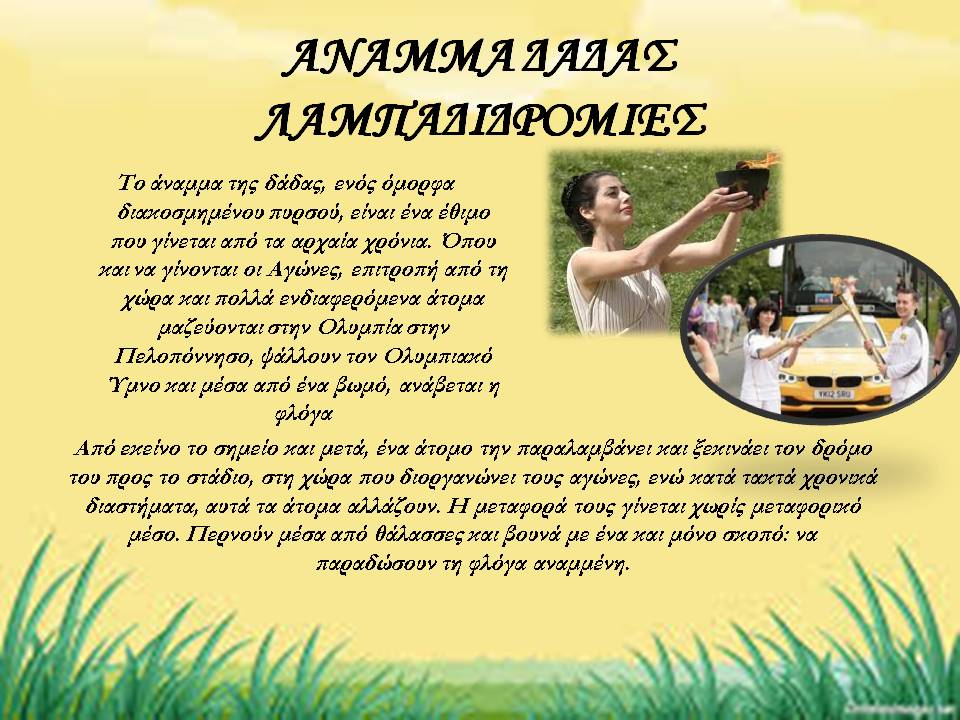 ΑΝΑΜΜΑ ΔΑΔΑΣ
ΛΑΜΠΑΔΙΔΡΟΜΙΕΣ
Το άναμμα της δάδας, ενός όμορφα
διακοσμημένου πυρσού, είναι ένα έθιμο
που γίνεται από τα αρχαία χρόνια. Όπου
και να γίνονται οι Αγώνες, επιτροπή από τη
χώρα και πολλά ενδιαφερόμενα άτομα
μαζεύονται στην Ολυμπία στην
Πελοπόννησο, ψάλλουν τον Ολυμπιακό
Ύμνο και μέσα από ένα βωμό, ανάβεται η
φλόγα
YK12 SRU
Από εκείνο το σημείο και μετά, ένα άτομο την παραλαμβάνει και ξεκινάει τον δρόμο
του προς το στάδιο, στη χώρα που διοργανώνει τους αγώνες, ενώ κατά τακτά χρονικά
διαστήματα, αυτά τα άτομα αλλάζουν. Η μεταφορά τους γίνεται χωρίς μεταφορικό
μέσο. Περνούν μέσα από θάλασσες και βουνά με ένα και μόνο σκοπό: να
παραδώσουν τη φλόγα αναμμένη.